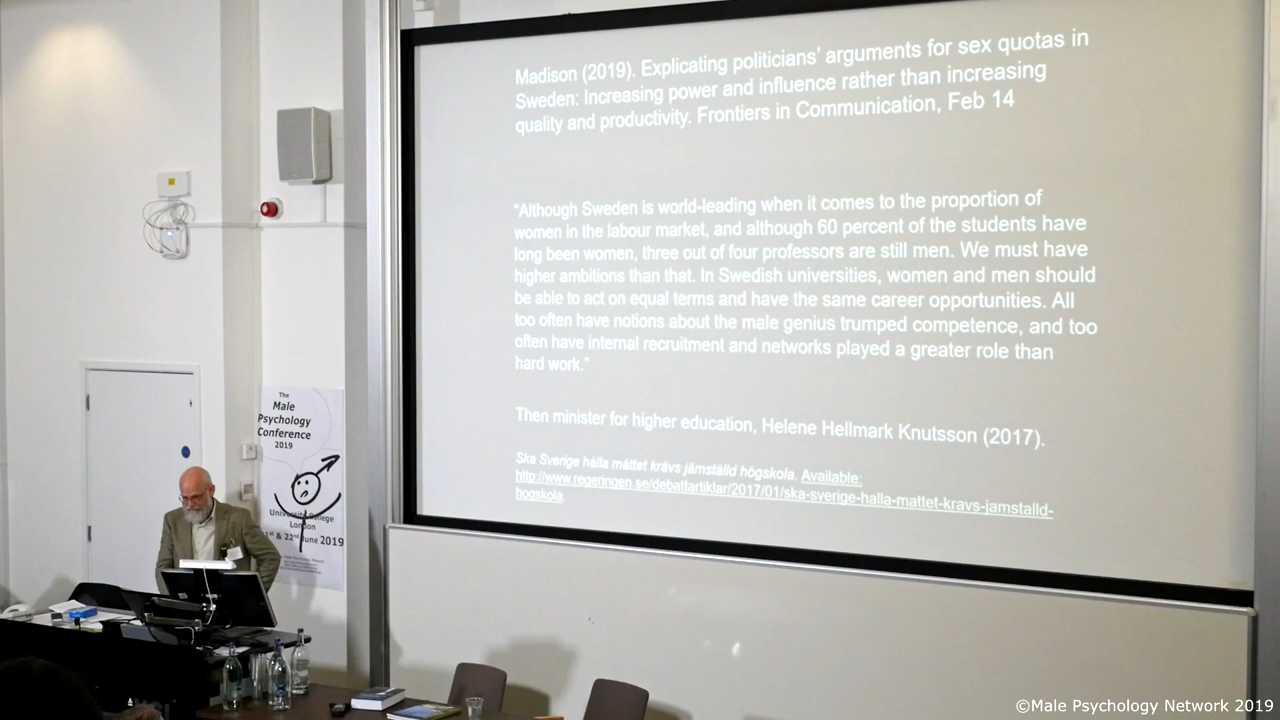 Madison (2019). Explicating politicians' arguments for sex quotas in
Sweden: Increasing power and influence rather than increasing
quality and productivity. Frontiers in Communication, Feb 14
"Although Sweden is world-leading when it comes to the proportion of
women in the labour market, and although 60 percent of the students have
long been women, three out of four professors are still men. We must have
higher ambitions than that. In Swedish universities, women and men should
be able to act on equal terms and have the same career opportunities. All
too often have notions about the male genius trumped competence, and too
often have internal recruitment and networks played a greater role than
hard work."
Then minister for higher education, Helene Hellmark Knutsson (2017).
Ska Sverige hålla måttet krävs jämställd högskola. Available:
http://www.regeringen.se/debattartiklar/2017/01/ska-sverige-halla-mattet-kravs-jamstalld-
hogskola.
The
Male
Psychology
Conference
2019
University College
London
1st & 22nd June 2019
©Male Psychology Network 2019